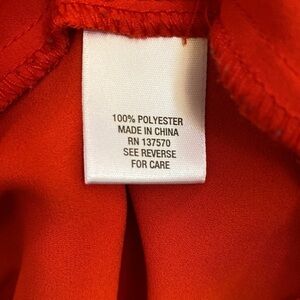 100% POLYESTER
MADE IN CHINA
RN 137570
SEE REVERSE
FOR CARE